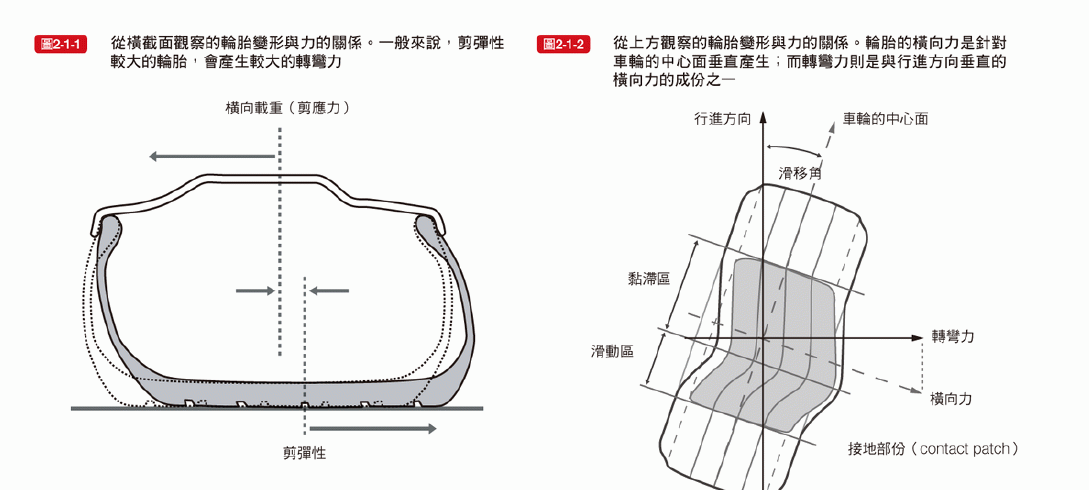 圖2-1-1
從橫截面觀察的輪胎變形與力的關係。一般來說，剪彈性
較大的輪胎，會產生較大的轉彎力
橫向載重（剪應力）
剪彈性
圖2-1-2
從上方觀察的輪胎變形與力的關係。輪胎的橫向力是針對
車輪的中心面垂直產生；而轉彎力則是與行進方向垂直的
橫向力的成份之一
行進方向
車輪的中心面
滑移角
黏滯區
轉彎力
滑動區
橫向力
接地部份（contact patch）